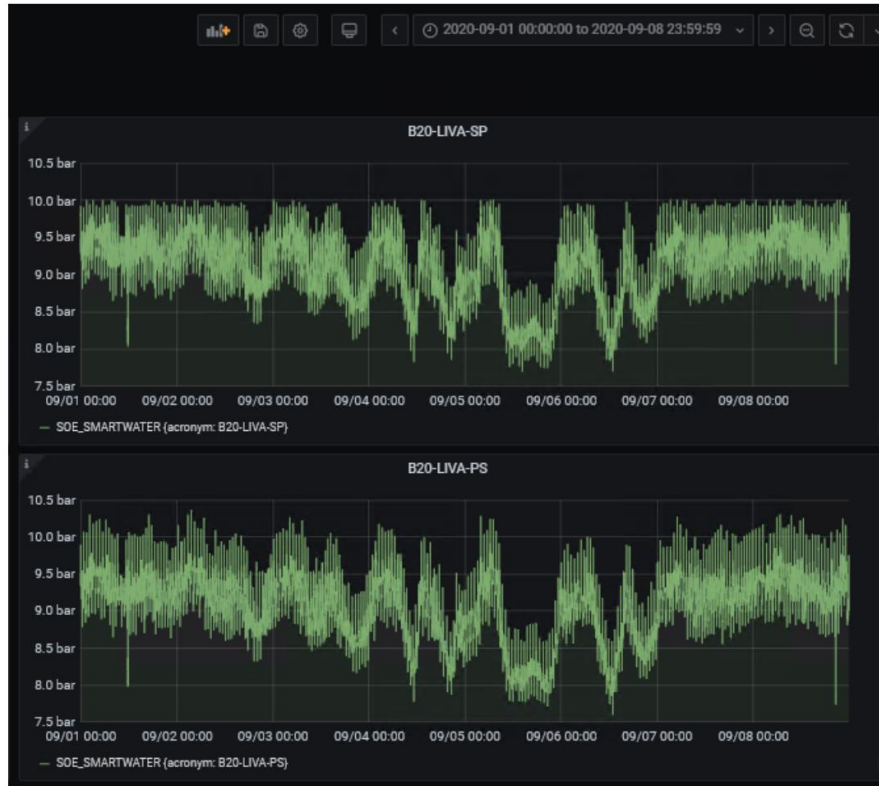 2020-09-01 00:00:00 to 2020-09-08 23:59:59
B20-LIVA-SP
10.5 bar
10.0 bar
9.5 bar
9.0 bar
8.5 bar
8.0 bar
7.5 bar
09/01 00:00 09/02 00:00 09/03 00:00 09/04 00:00 09/05 00:00 09/06 00:00 09/07 00:00 09/08 00:00
SOE_SMARTWATER {acronym: B20-LIVA-SP}
B20-LIVA-PS
10.5 bar
10.0 bar
9.5 bar
9.0 bar
8.5 bar
8.0 bar
7.5 bar
09/01 00:00 09/02 00:00 09/03 00:00 09/04 00:00 09/05 00:00 09/06 00:00 09/07 00:00 09/08 00:00
SOE_SMARTWATER {acronym: B20-LIVA-PS}